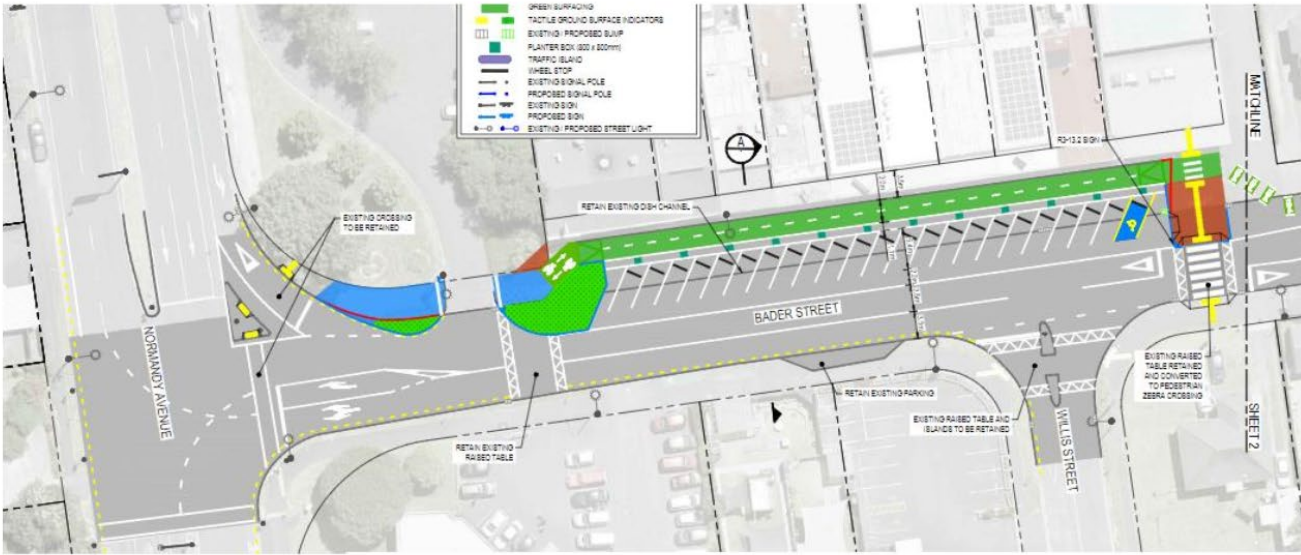 GREEN SURFACING
TACTILE GROUND SURFACE INDICATORS
EXISTING / PROPOSED SUMP
PLANTER BOX (800 x 800mm)
TRAFFIC ISLAND
WHEEL STOP
EXISTING SIGNAL POLE
PROPOSED SIGNAL POLE
EXISTING SIGN
PROPOSED SIGN
EXISTING / PROPOSED STREET LIGHT
MATCHLINE
A
R3-13.2 SIGN
EXISTING CROSSING
TO BE RETAINED
RETAIN EXISTING DISH CHANNEL
BADER STREET
NORMANDY AVENUE
RETAIN EXISTING PARKING
EXISTING RAISED TABLE AND
ISLANDS TO BE RETAINED
EXISTING RAISED
TABLE RETAINED
AND CONVERTED
TO PEDESTRIAN
ZEBRA CROSSING
RETAIN EXISTING
RAISED TABLE
WILLIS STREET
SHEET 2